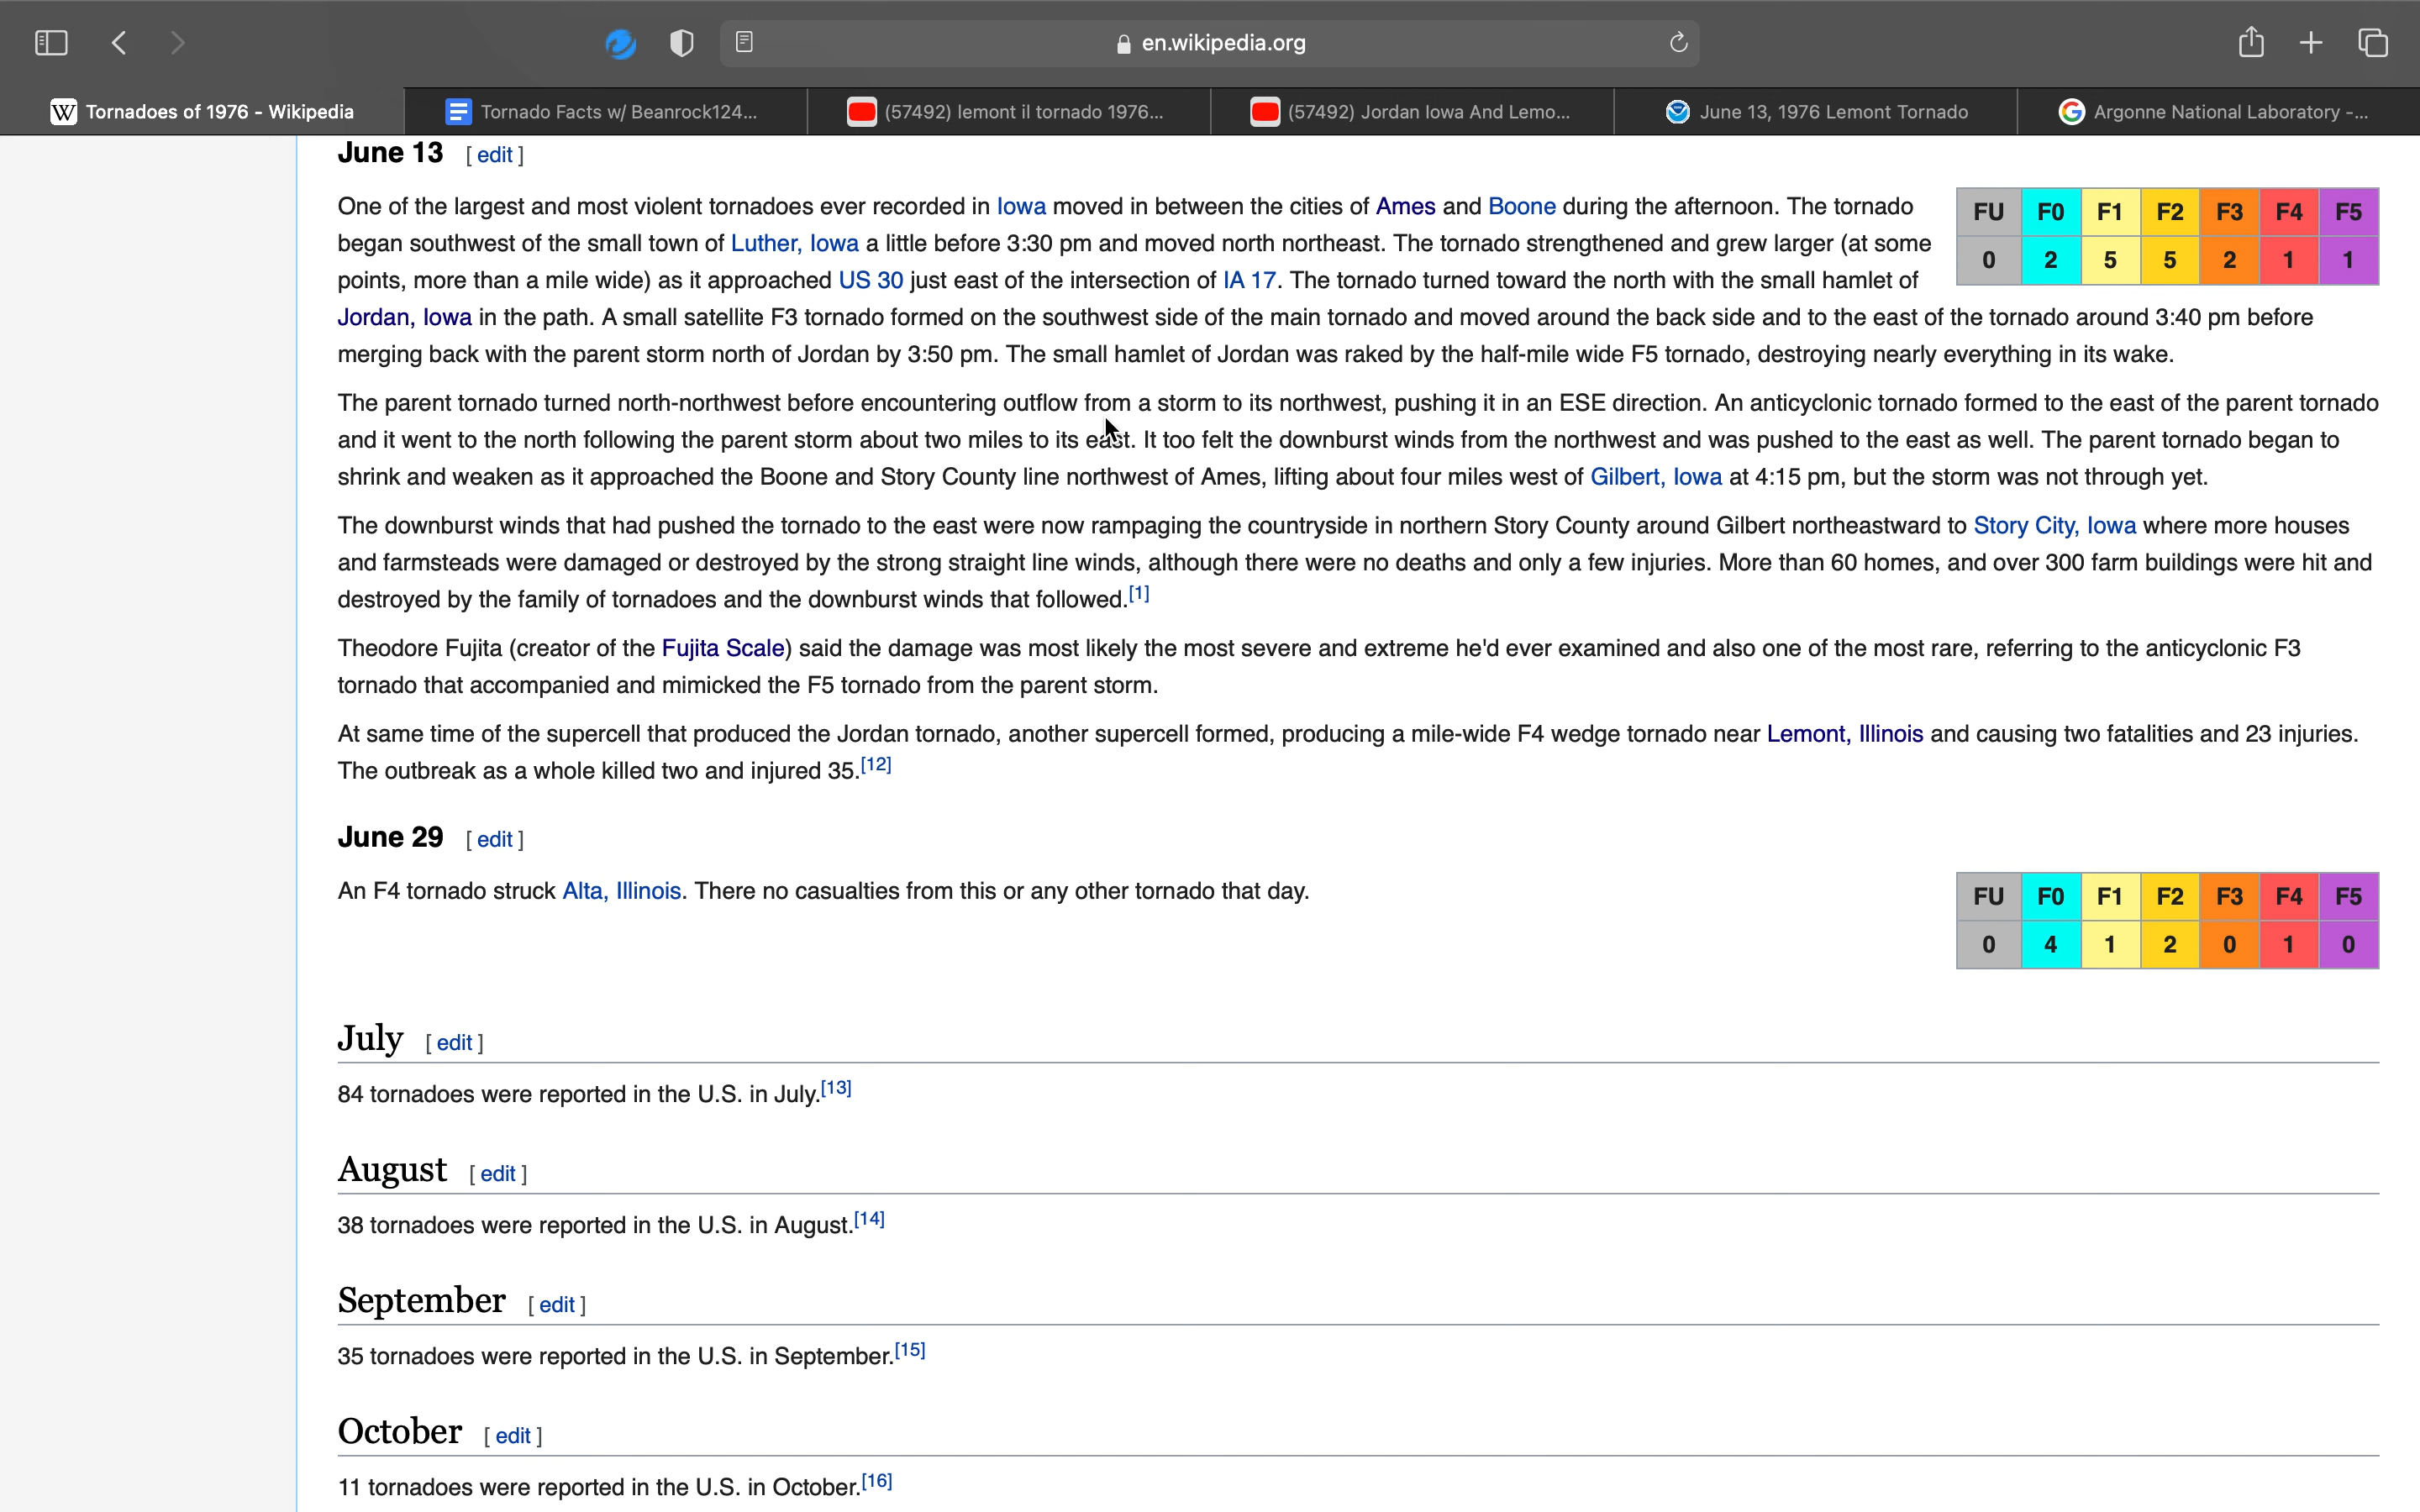 en.wikipedia.org
Tornadoes of 1976 - Wikipedia
Tornado Facts w/ Beanrock124...
(57492) lemont il tornado 1976...
(57492) Jordan Iowa And Lemo...
June 13, 1976 Lemont Tornado
Argonne National Laboratory -...
June 13 [ edit ]
One of the largest and most violent tornadoes ever recorded in Iowa moved in between the cities of Ames and Boone during the afternoon. The tornado
began southwest of the small town of Luther, Iowa a little before 3:30 pm and moved north northeast. The tornado strengthened and grew larger (at some
points, more than a mile wide) as it approached US 30 just east of the intersection of IA 17. The tornado turned toward the north with the small hamlet of
Jordan, Iowa in the path. A small satellite F3 tornado formed on the southwest side of the main tornado and moved around the back side and to the east of the tornado around 3:40 pm before
merging back with the parent storm north of Jordan by 3:50 pm. The small hamlet of Jordan was raked by the half-mile wide F5 tornado, destroying nearly everything in its wake.
FU F0 F1 F2 F3 F4 F5
0 2 5 5 2 1 1
The parent tornado turned north-northwest before encountering outflow from a storm to its northwest, pushing it in an ESE direction. An anticyclonic tornado formed to the east of the parent tornado
and it went to the north following the parent storm about two miles to its east. It too felt the downburst winds from the northwest and was pushed to the east as well. The parent tornado began to
shrink and weaken as it approached the Boone and Story County line northwest of Ames, lifting about four miles west of Gilbert, Iowa at 4:15 pm, but the storm was not through yet.
The downburst winds that had pushed the tornado to the east were now rampaging the countryside in northern Story County around Gilbert northeastward to Story City, Iowa where more houses
and farmsteads were damaged or destroyed by the strong straight line winds, although there were no deaths and only a few injuries. More than 60 homes, and over 300 farm buildings were hit and
destroyed by the family of tornadoes and the downburst winds that followed.[1]
Theodore Fujita (creator of the Fujita Scale) said the damage was most likely the most severe and extreme he'd ever examined and also one of the most rare, referring to the anticyclonic F3
tornado that accompanied and mimicked the F5 tornado from the parent storm.
At same time of the supercell that produced the Jordan tornado, another supercell formed, producing a mile-wide F4 wedge tornado near Lemont, Illinois and causing two fatalities and 23 injuries.
The outbreak as a whole killed two and injured 35.[12]
June 29 [ edit ]
An F4 tornado struck Alta, Illinois. There no casualties from this or any other tornado that day.
FU F0 F1 F2 F3 F4 F5
0 4 1 2 0 1 0
July [ edit ]
84 tornadoes were reported in the U.S. in July.[13]
August [ edit ]
38 tornadoes were reported in the U.S. in August.[14]
September [ edit ]
35 tornadoes were reported in the U.S. in September.[15]
October [ edit ]
11 tornadoes were reported in the U.S. in October.[16]